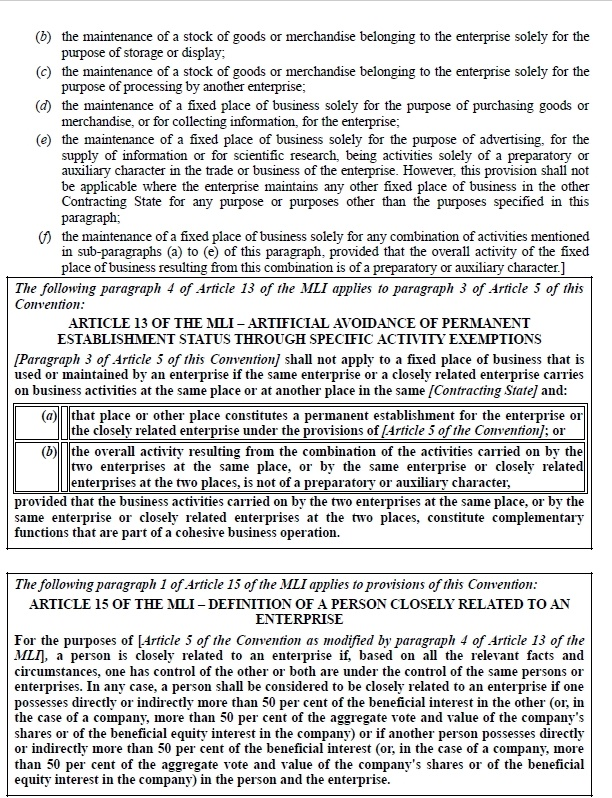 (b) the maintenance of a stock of goods or merchandise belonging to the enterprise solely for the
purpose of storage or display;
(c) the maintenance of a stock of goods or merchandise belonging to the enterprise solely for the
purpose of processing by another enterprise;
(d) the maintenance of a fixed place of business solely for the purpose of purchasing goods or
merchandise, or for collecting information, for the enterprise;
(e) the maintenance of a fixed place of business solely for the purpose of advertising, for the
supply of information or for scientific research, being activities solely of a preparatory or
auxiliary character in the trade or business of the enterprise. However, this provision shall not
be applicable where the enterprise maintains any other fixed place of business in the other
Contracting State for any purpose or purposes other than the purposes specified in this
paragraph;
(f) the maintenance of a fixed place of business solely for any combination of activities mentioned
in sub-paragraphs (a) to (e) of this paragraph, provided that the overall activity of the fixed
place of business resulting from this combination is of a preparatory or auxiliary character.]
The following paragraph 4 of Article 13 of the MLI applies to paragraph 3 of Article 5 of this
Convention:
ARTICLE 13 OF THE MLI – ARTIFICIAL AVOIDANCE OF PERMANENT
ESTABLISHMENT STATUS THROUGH SPECIFIC ACTIVITY EXEMPTIONS
[Paragraph 3 of Article 5 of this Convention] shall not apply to a fixed place of business that is
used or maintained by an enterprise if the same enterprise or a closely related enterprise carries
on business activities at the same place or at another place in the same [Contracting State] and:
(a) that place or other place constitutes a permanent establishment for the enterprise or
the closely related enterprise under the provisions of [Article 5 of the Convention]; or
(b) the overall activity resulting from the combination of the activities carried on by the
two enterprises at the same place, or by the same enterprise or closely related
enterprises at the two places, is not of a preparatory or auxiliary character,
provided that the business activities carried on by the two enterprises at the same place, or by the
same enterprise or closely related enterprises at the two places, constitute complementary
functions that are part of a cohesive business operation.
The following paragraph 1 of Article 15 of the MLI applies to provisions of this Convention:
ARTICLE 15 OF THE MLI – DEFINITION OF A PERSON CLOSELY RELATED TO AN
ENTERPRISE
For the purposes of [Article 5 of the Convention as modified by paragraph 4 of Article 13 of the
MLI], a person is closely related to an enterprise if, based on all the relevant facts and
circumstances, one has control of the other or both are under the control of the same persons or
enterprises. In any case, a person shall be considered to be closely related to an enterprise if one
possesses directly or indirectly more than 50 per cent of the beneficial interest in the other (or, in
the case of a company, more than 50 per cent of the aggregate vote and value of the company's
shares or of the beneficial equity interest in the company) or if another person possesses directly
or indirectly more than 50 per cent of the beneficial interest (or, in the case of a company, more
than 50 per cent of the aggregate vote and value of the company's shares or of the beneficial
equity interest in the company) in the person and the enterprise.